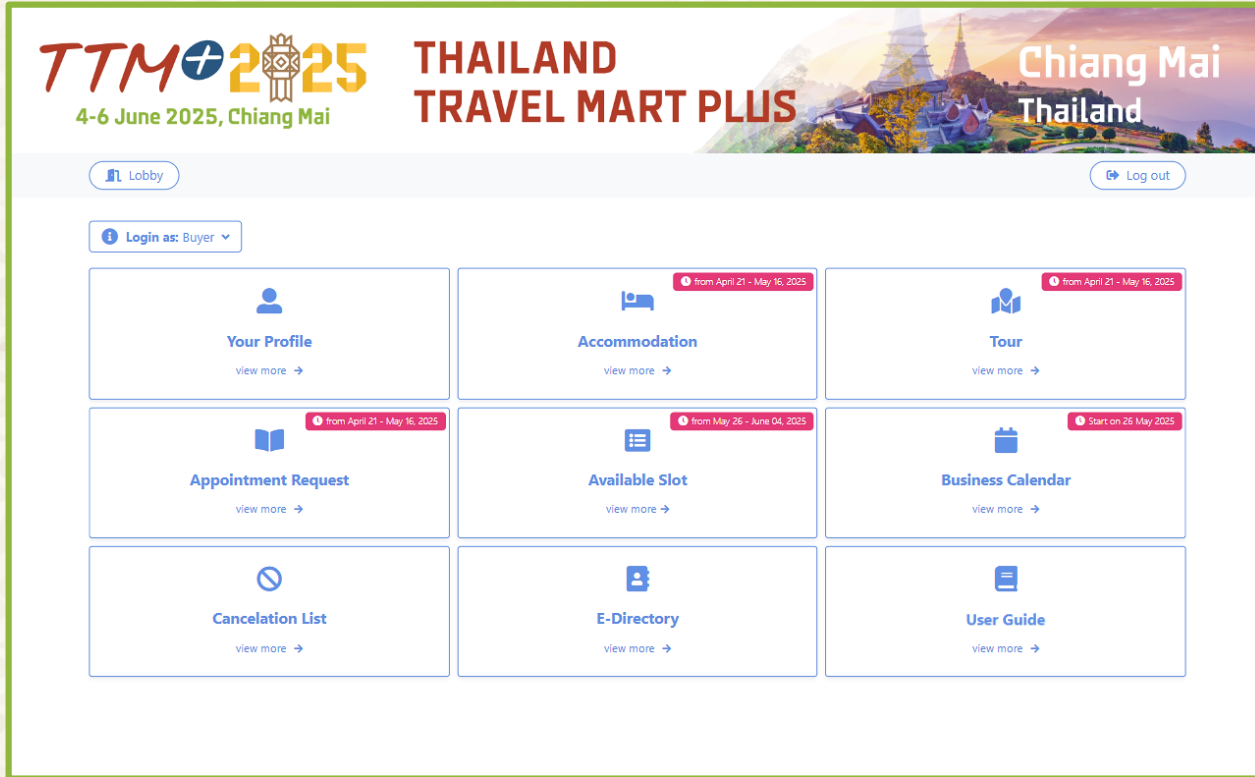 TTM+2025
4-6 June 2025, Chiang Mai
THAILAND
TRAVEL MART PLUS
Chiang Mai
Thailand
Lobby
Log out
Login as: Buyer
Your Profile
view more
from April 21 - May 16, 2025
Accommodation
view more
from April 21 - May 16, 2025
Tour
view more
from April 21 - May 16, 2025
Appointment Request
view more
from May 26 - June 04, 2025
Available Slot
view more
Start on 26 May 2025
Business Calendar
view more
Cancelation List
view more
E-Directory
view more
User Guide
view more